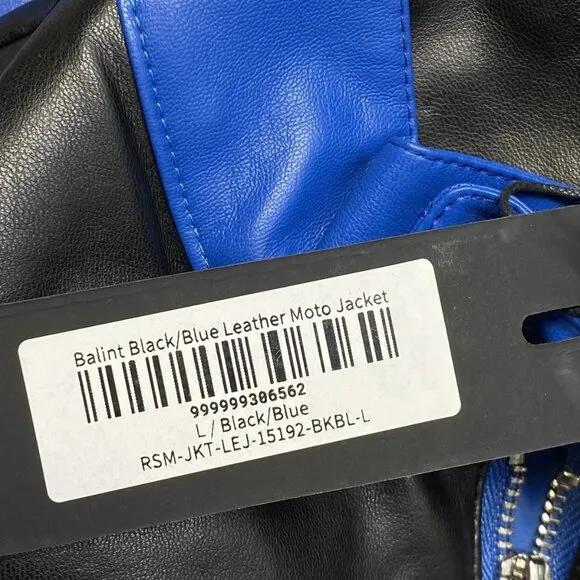 Balint Black/Blue Leather Moto Jacket
999999306562
L / Black/Blue
RSM-JKT-LEJ-15192-BKBL-L